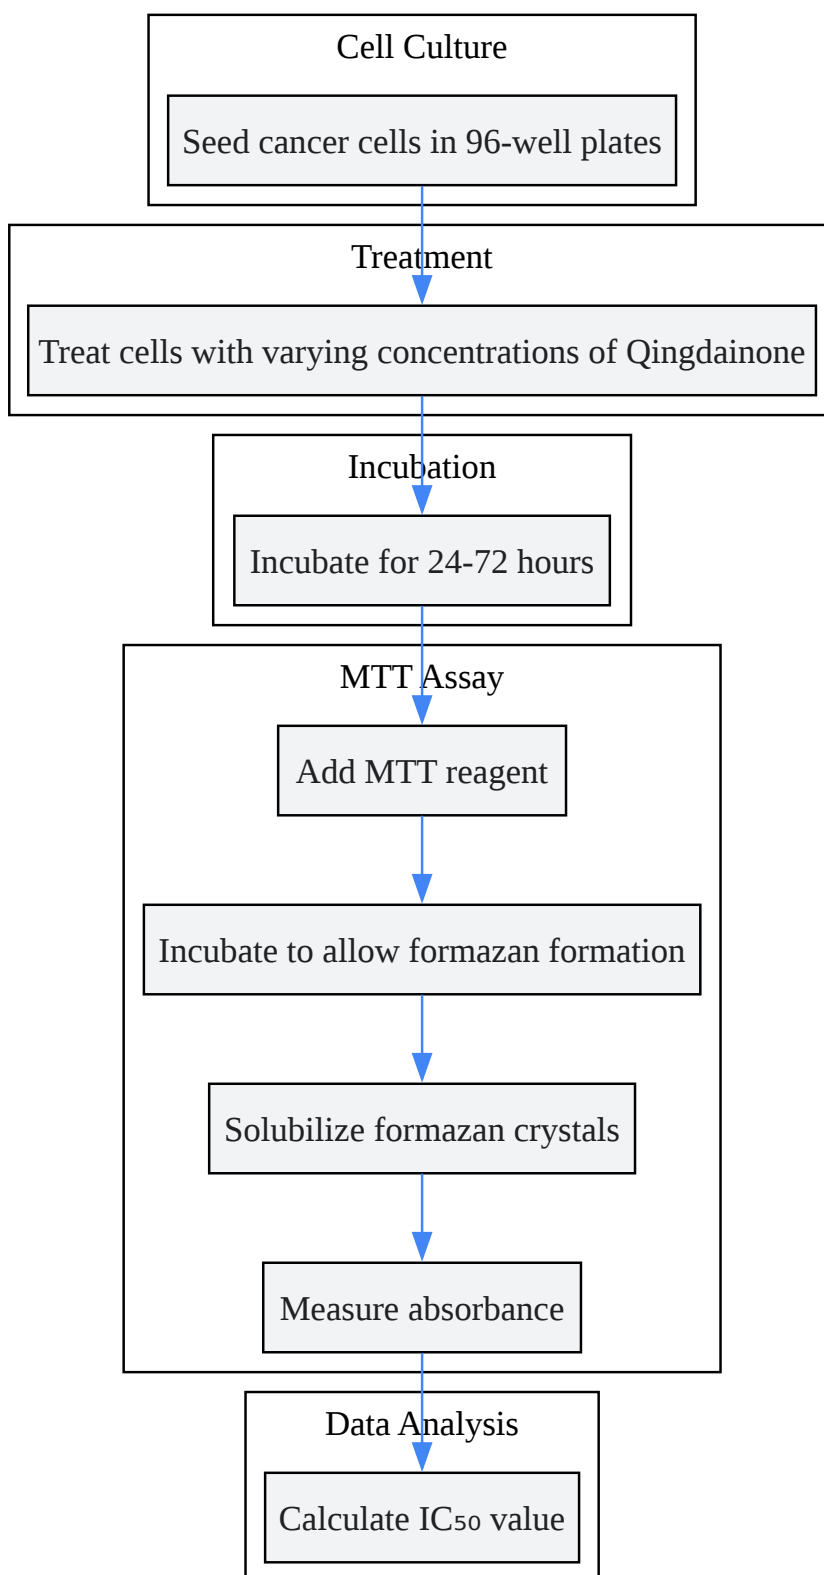 Cell Culture
Seed cancer cells in 96-well plates
Treatment
Treat cells with varying concentrations of Qingdainone
Incubation
Incubate for 24-72 hours
MTT Assay
Add MTT reagent
Incubate to allow formazan formation
Solubilize formazan crystals
Measure absorbance
Data Analysis
Calculate IC₅₀ value